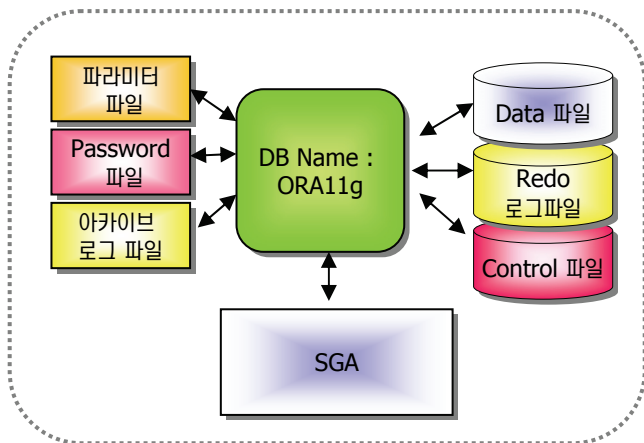 파라미터
파일
Password
파일
아카이브
로그 파일
DB Name :
ORA11g
Data 파일
Redo
로그파일
Control 파일
SGA